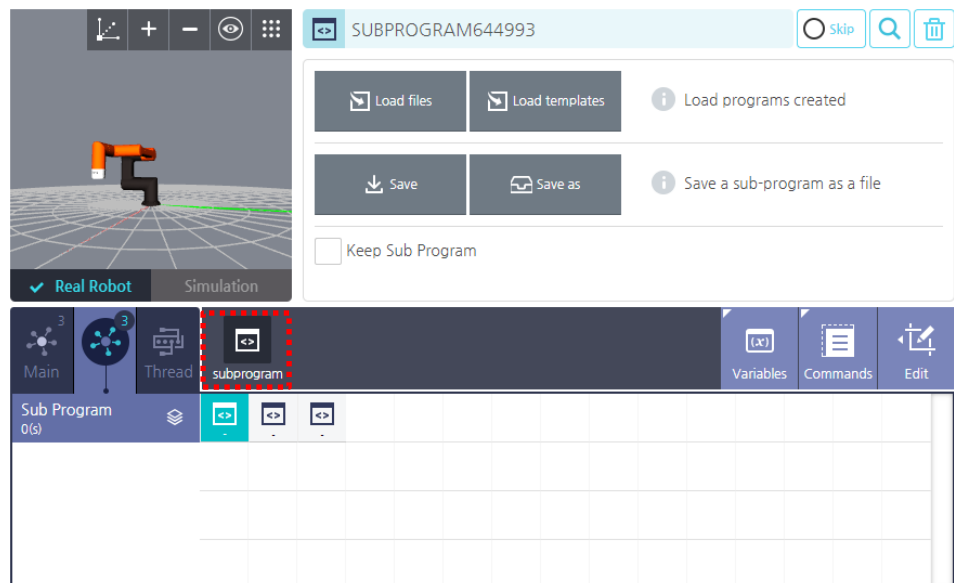 SUBPROGRAM644993
Skip
Load files
Load templates
Load programs created
Save
Save as
Save a sub-program as a file
Keep Sub Program
Real Robot
Simulation
3
Main
3
Thread
subprogram
(x)
Variables
Commands
Edit
Sub Program
0(s)
-
-
-